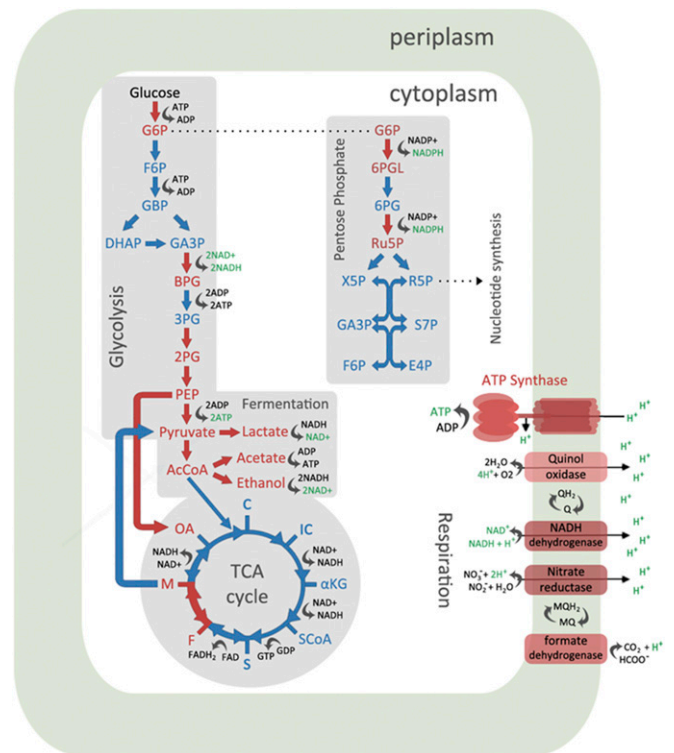 periplasm
cytoplasm
Glycolysis
Glucose
ATP
ADP
G6P
F6P
ATP
ADP
GBP
DHAP
GA3P
2NAD+
2NADH
BPG
2ADP
2ATP
3PG
2PG
PEP
2ADP
2ATP
Pyruvate
AcCoA
Fermentation
Lactate
NADH
NAD+
Acetate
ADP
ATP
Ethanol
2NADH
2NAD+
Pentose Phosphate
G6P
NADP+
NADPH
6PGL
6PG
NADP+
NADPH
Ru5P
X5P
R5P
GA3P
S7P
F6P
E4P
Nucleotide synthesis
TCA
cycle
OA
C
IC
NAD+
NADH
αKG
NAD+
NADH
SCoA
GTP
GDP
S
FADH₂
FAD
F
M
NADH
NAD+
Respiration
ATP Synthase
ATP
ADP
H⁺
H⁺
H⁺
H⁺
2H₂O
4H⁺+ O2
Quinol
oxidase
H⁺
H⁺
QH₂
Q
H⁺
NAD⁺
NADH + H⁺
NADH
dehydrogenase
H⁺
H⁺
H⁺
H⁺
NO₃⁻+ 2H⁺
NO₂⁻+ H₂O
Nitrate
reductase
H⁺
H⁺
MQH₂
MQ
formate
dehydrogenase
CO₂ + H⁺
HCOO⁻